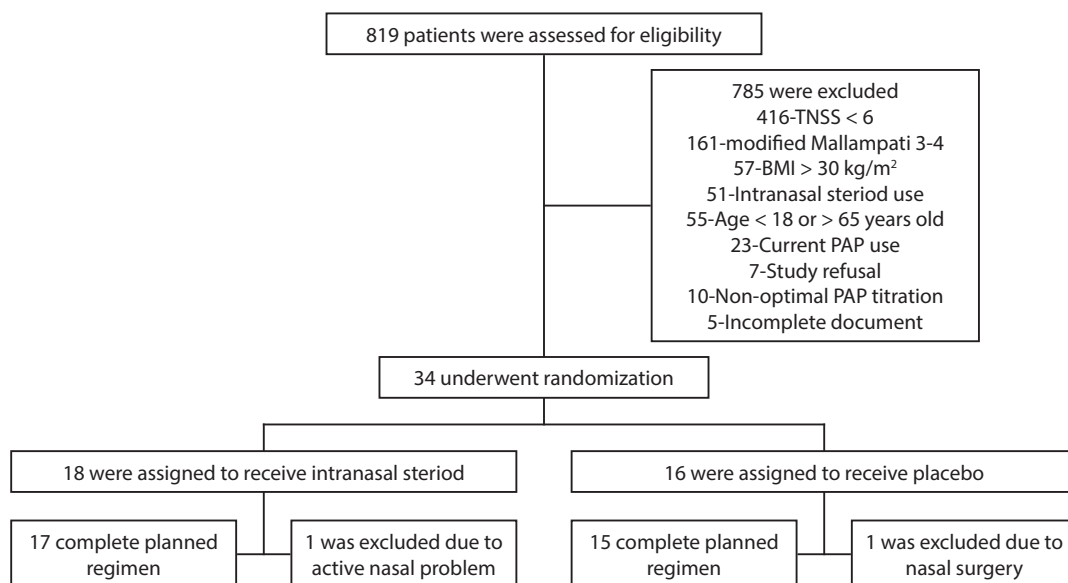 819 patients were assessed for eligibility
785 were excluded
416-TNSS < 6
161-modified Mallampati 3-4
57-BMI > 30 kg/m²
51-Intranasal steriod use
55-Age < 18 or > 65 years old
23-Current PAP use
7-Study refusal
10-Non-optimal PAP titration
5-Incomplete document
34 underwent randomization
18 were assigned to receive intranasal steriod
16 were assigned to receive placebo
17 complete planned
regimen
1 was excluded due to
active nasal problem
15 complete planned
regimen
1 was excluded due to
nasal surgery